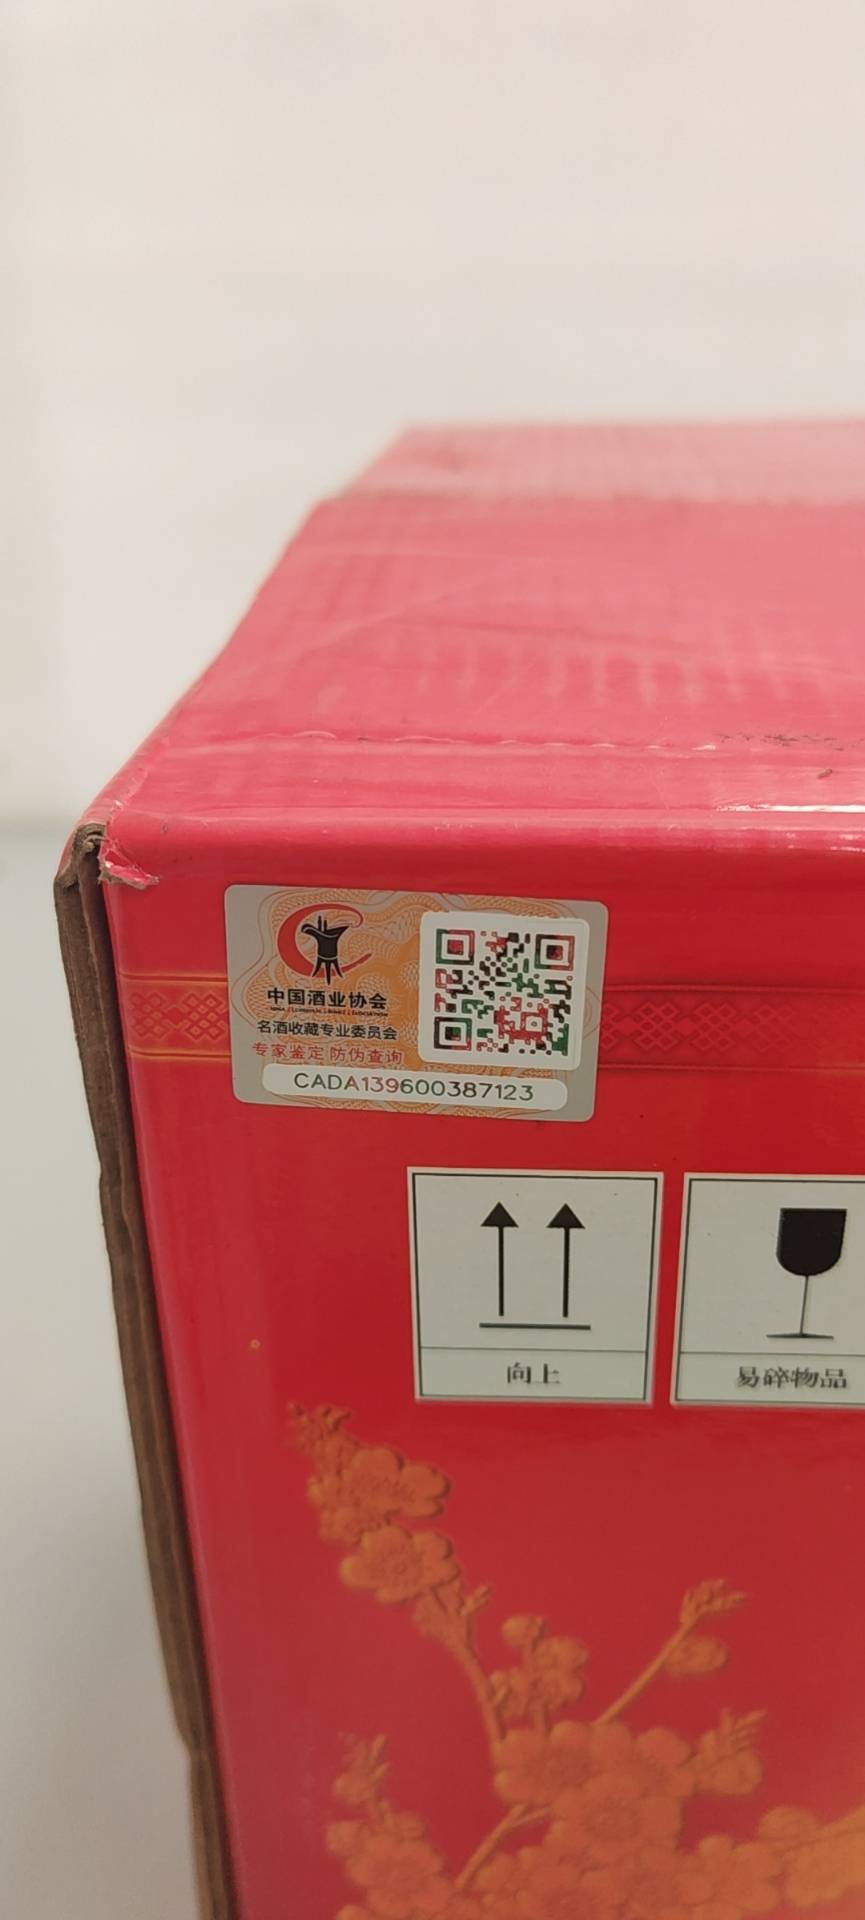 中国酒业协会
名酒收藏专业委员会
专家鉴定 防伪查询
CADA139600387123
向上
易碎物品